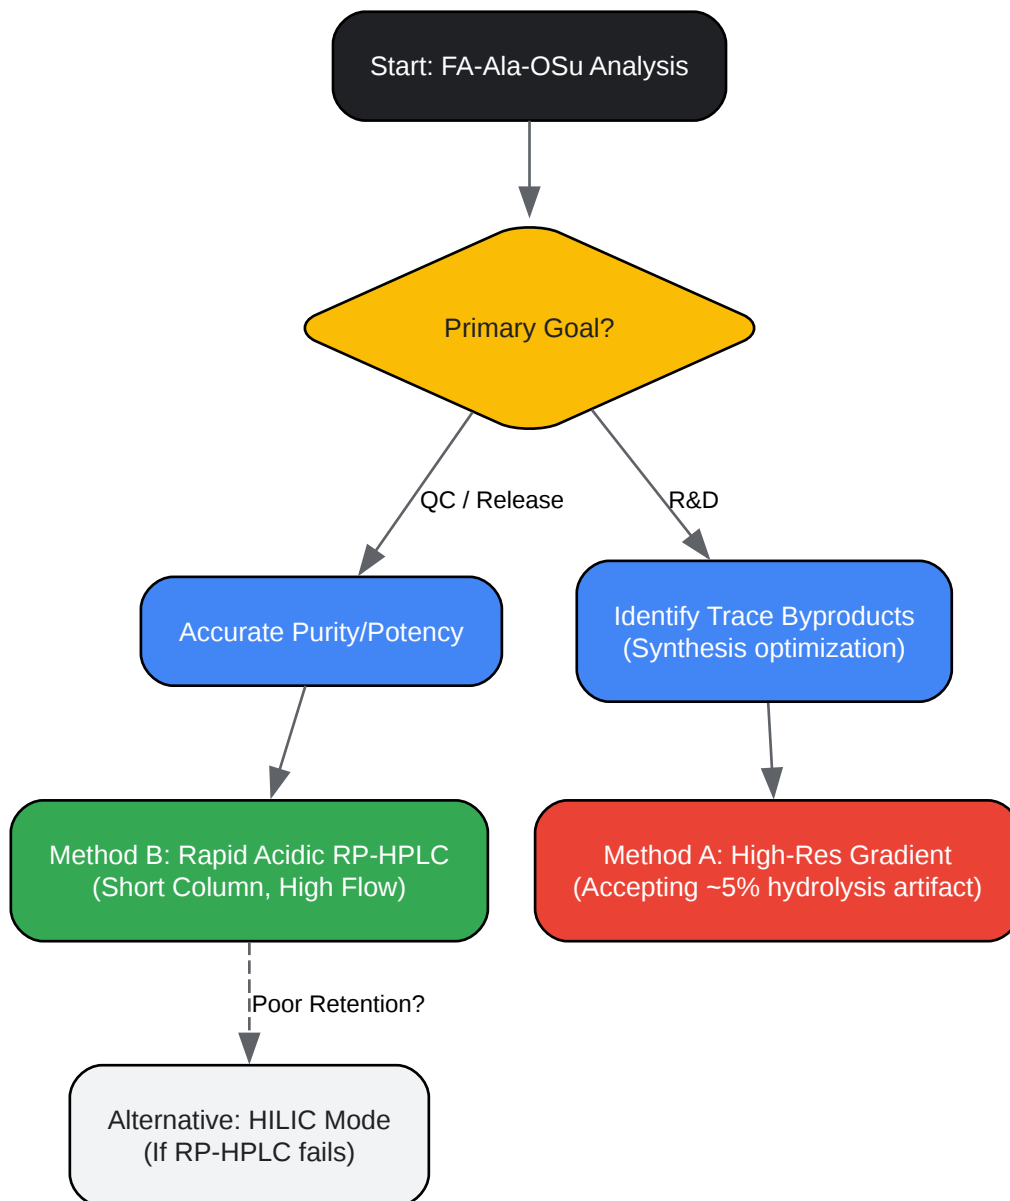 Start: FA-Ala-OSu Analysis
Primary Goal?
QC / Release
R&D
Accurate Purity/Potency
Identify Trace Byproducts
(Synthesis optimization)
Method B: Rapid Acidic RP-HPLC
(Short Column, High Flow)
Method A: High-Res Gradient
(Accepting ~5% hydrolysis artifact)
Poor Retention?
Alternative: HILIC Mode
(If RP-HPLC fails)